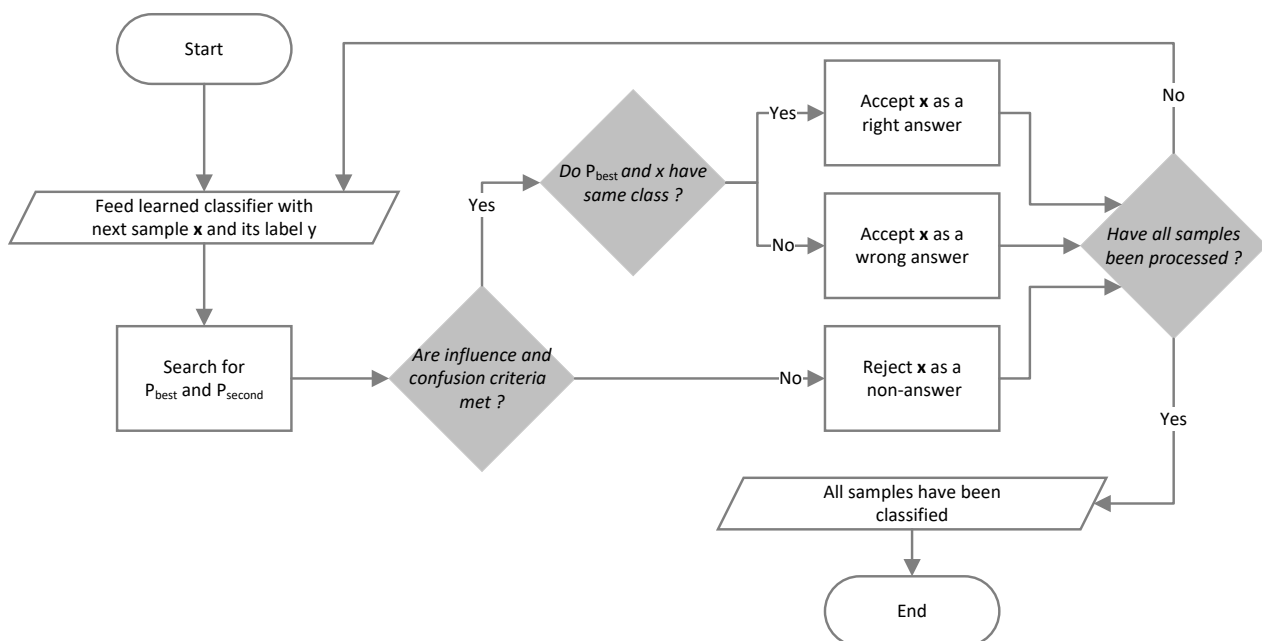 Start
Feed learned classifier with
next sample x and its label y
Search for
Pbest and Psecond
Are influence and
confusion criteria
met ?
Yes
No
Do Pbest and x have
same class ?
Yes
No
Accept x as a
right answer
Accept x as a
wrong answer
Reject x as a
non-answer
Have all samples
been processed ?
No
Yes
All samples have been
classified
End